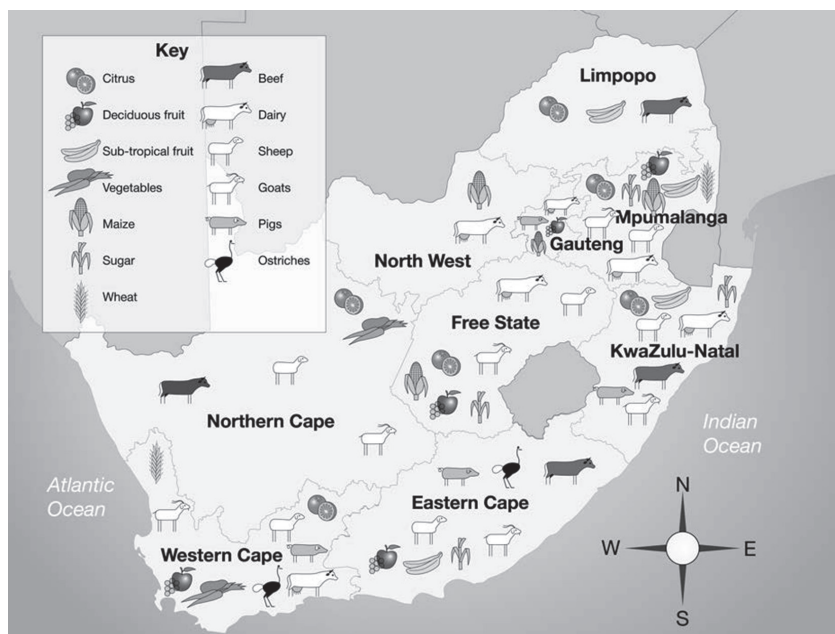 Key
Citrus
Beef
Deciduous fruit
Dairy
Sub-tropical fruit
Sheep
Vegetables
Goats
Maize
Pigs
Sugar
Ostriches
Wheat
Limpopo
Mpumalanga
Gauteng
North West
Free State
KwaZulu-Natal
Northern Cape
Indian
Ocean
Atlantic
Ocean
Eastern Cape
Western Cape
N
W
E
S